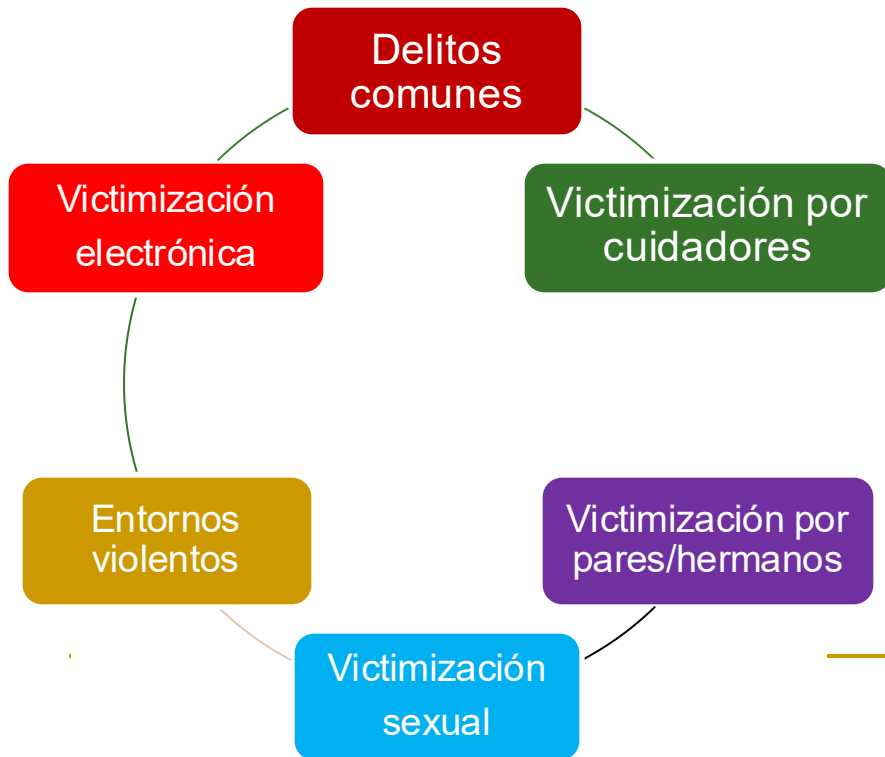 Delitos
comunes
Victimización por
cuidadores
Victimización por
pares/hermanos
Victimización
sexual
Entornos
violentos
Victimización
electrónica